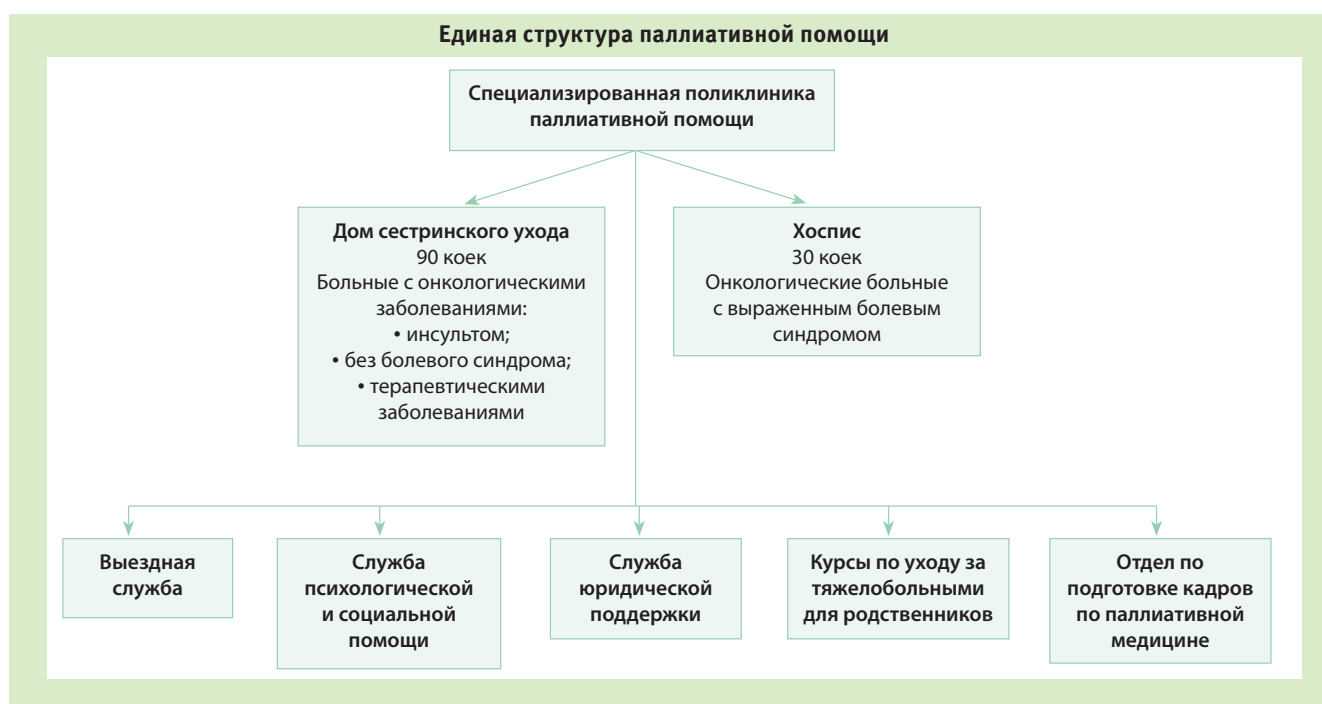 Единая структура паллиативной помощи
Специализированная поликлиника
паллиативной помощи
Дом сестринского ухода
90 коек
Больные с онкологическими
заболеваниями:
• инсультом;
• без болевого синдрома;
• терапевтическими
заболеваниями
Хоспис
30 коек
Онкологические больные
с выраженным болевым
синдромом
Выездная
служба
Служба
психологической
и социальной
помощи
Служба
юридической
поддержки
Курсы по уходу за
тяжелобольными
для родственников
Отдел по
подготовке кадров
по паллиативной
медицине